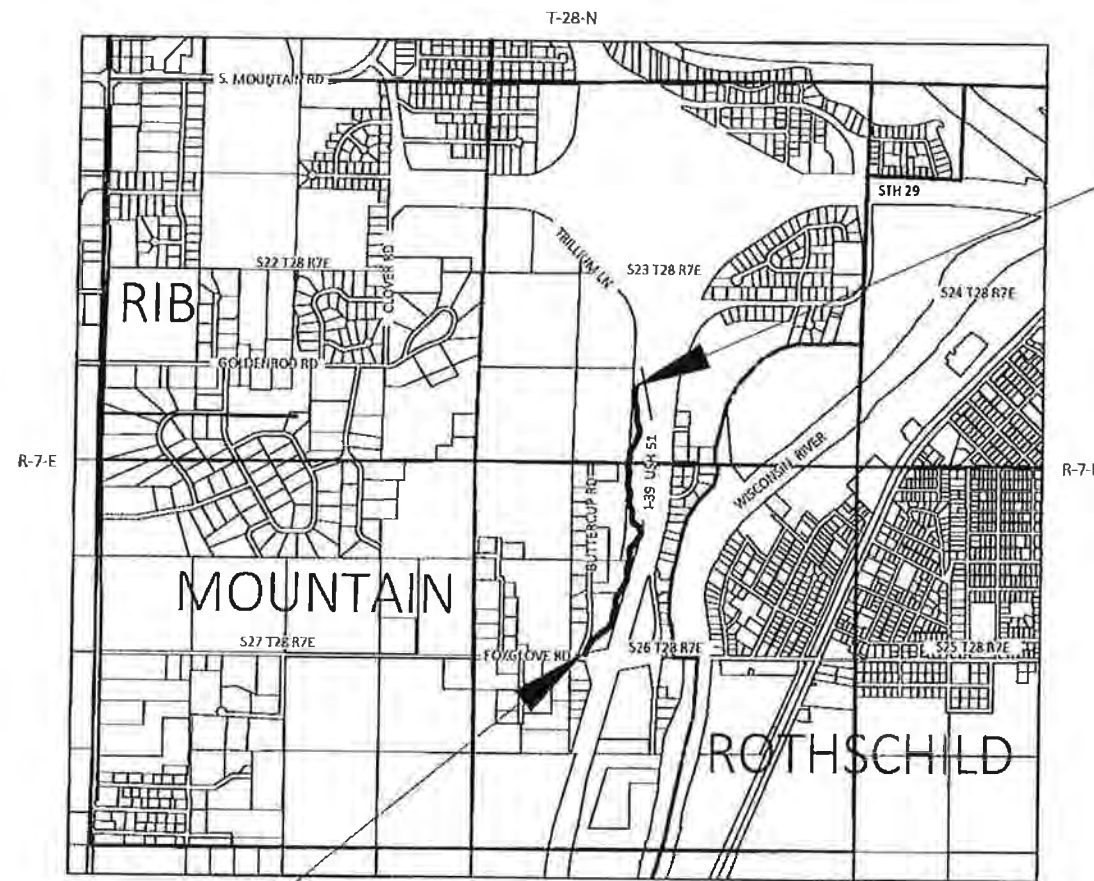 T-28-N
S. MOUNTAIN RD
STH 29
TRILLIUM LN
CLOVER RD
S22 T28 R7E
S23 T28 R7E
S24 T28 R7E
RIB
GOLDENROD RD
R-7-E
R-7-E
I-39 USH 51
WISCONSIN RIVER
BUTTERCUP RD
MOUNTAIN
S27 T28 R7E
FOXGLOVE RD
S26 T28 R7E
S25 T28 R7E
ROTHSCHILD